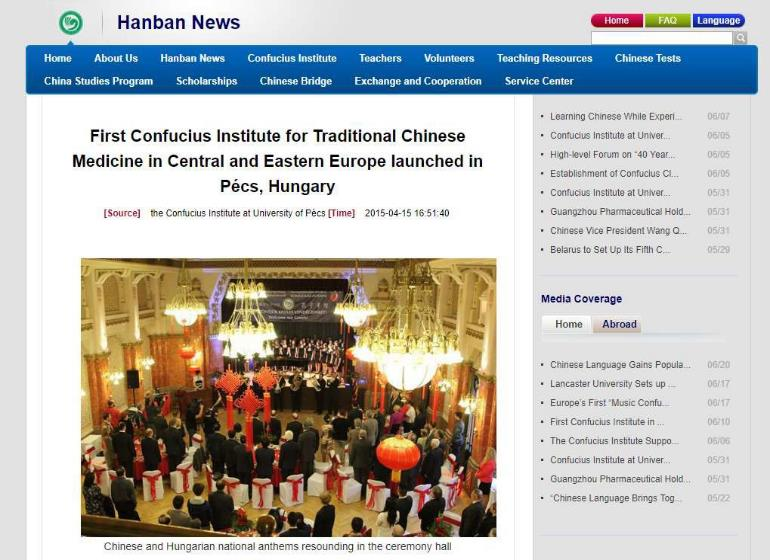 Hanban News
Home FAQ Language
Home About Us Hanban News Confucius Institute Teachers Volunteers Teaching Resources Chinese Tests
China Studies Program Scholarships Chinese Bridge Exchange and Cooperation Service Center
First Confucius Institute for Traditional Chinese
Medicine in Central and Eastern Europe launched in
Pécs, Hungary
[Source] the Confucius Institute at University of Pécs [Time] 2015-04-15 16:51:40
Chinese and Hungarian national anthems resounding in the ceremony hall
Learning Chinese While Experi... 06/07
Confucius Institute at Univer... 06/05
High-level Forum on “40 Year... 06/05
Establishment of Confucius Cl... 06/05
Confucius Institute at Univer... 05/31
Guangzhou Pharmaceutical Hold... 05/31
Chinese Vice President Wang Q... 05/31
Belarus to Set Up Its Fifth C... 05/29
Media Coverage
Home Abroad
Chinese Language Gains Popula... 06/20
Lancaster University Sets up ... 06/17
Europe’s First “Music Confu... 06/17
First Confucius Institute in ... 06/10
The Confucius Institute Suppo... 06/06
Confucius Institute at Univer... 05/31
Guangzhou Pharmaceutical Hold... 05/31
“Chinese Language Brings Tog... 05/22